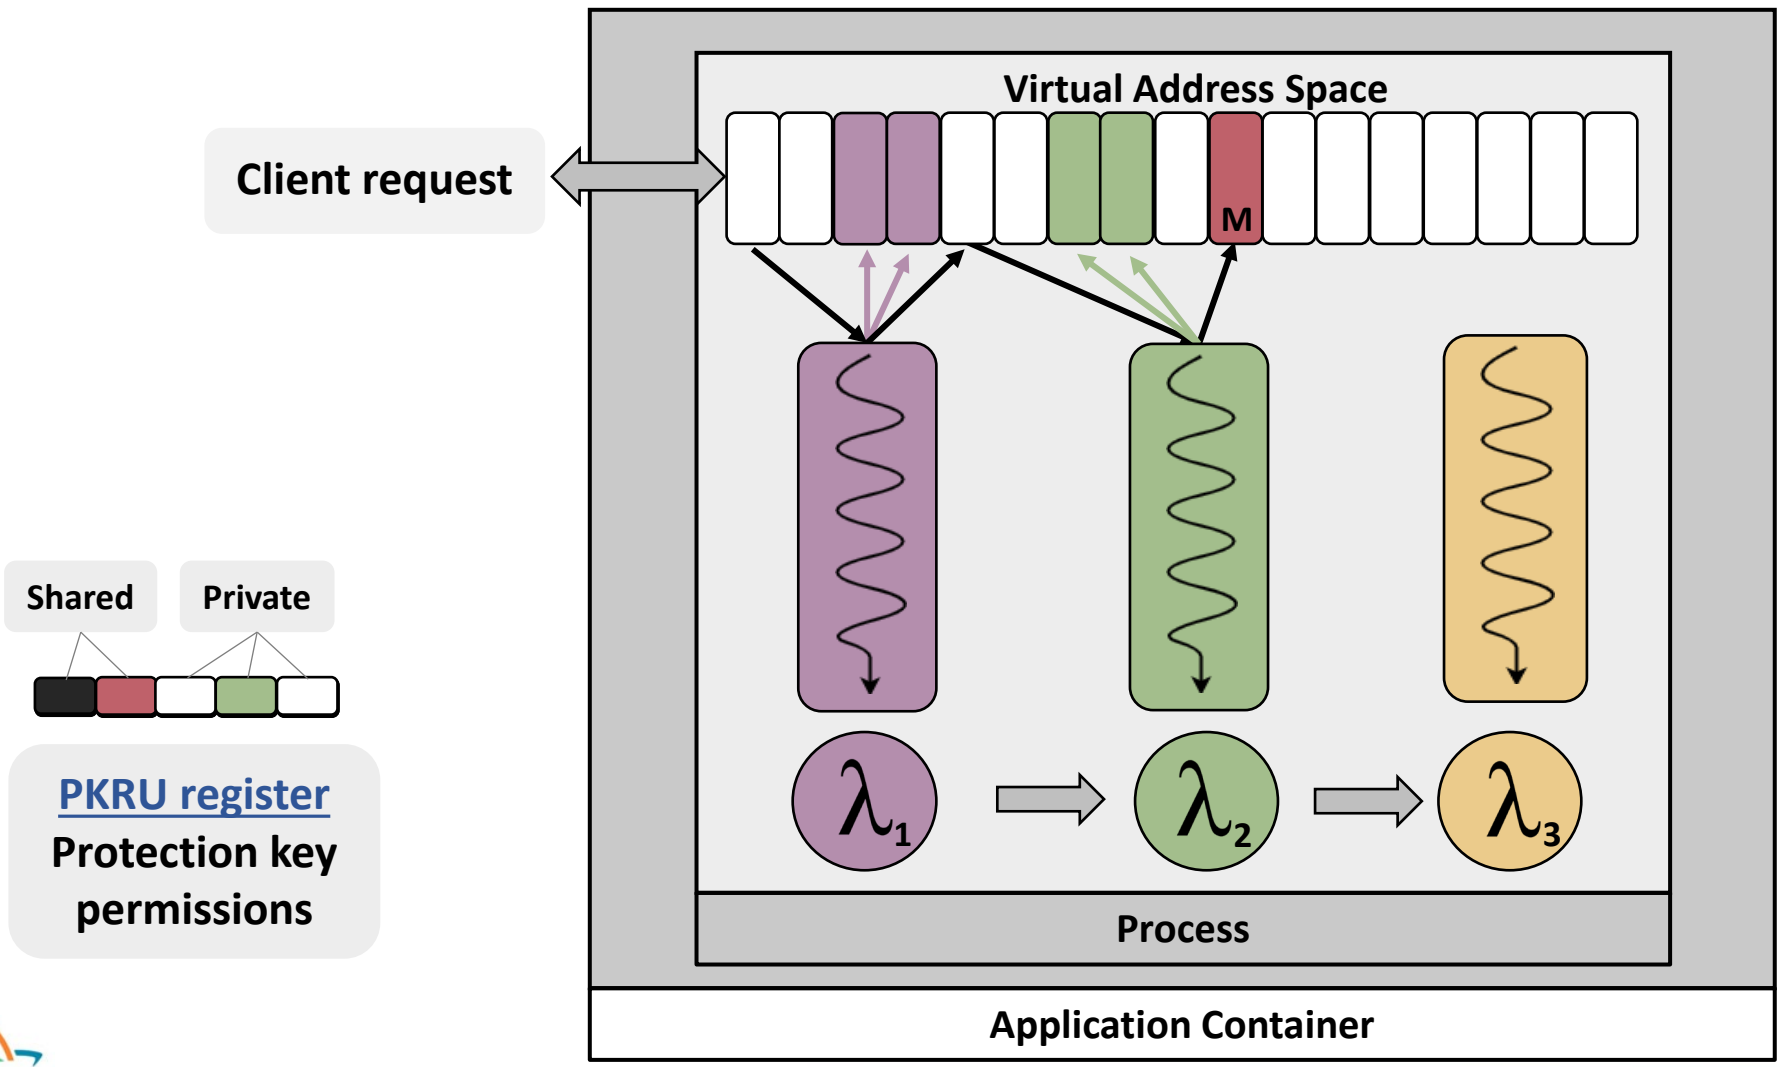 Virtual Address Space
Client request
M
Shared
Private
PKRU register
Protection key
permissions
λ1
λ2
λ3
Process
Application Container